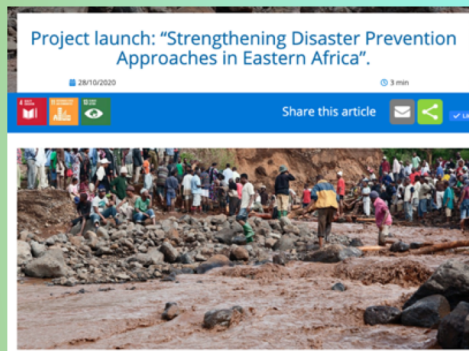 Project launch: “Strengthening Disaster Prevention
Approaches in Eastern Africa”.
28/10/2020
3 min
Share this article